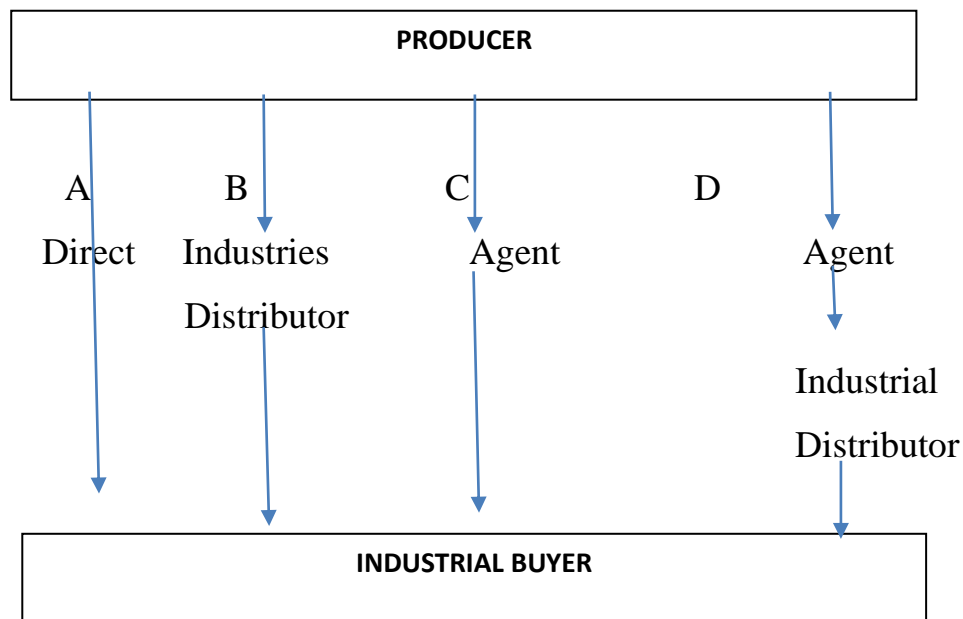 PRODUCER
A B C D
Direct Industries Agent Agent
Distributor
Industrial
Distributor
INDUSTRIAL BUYER